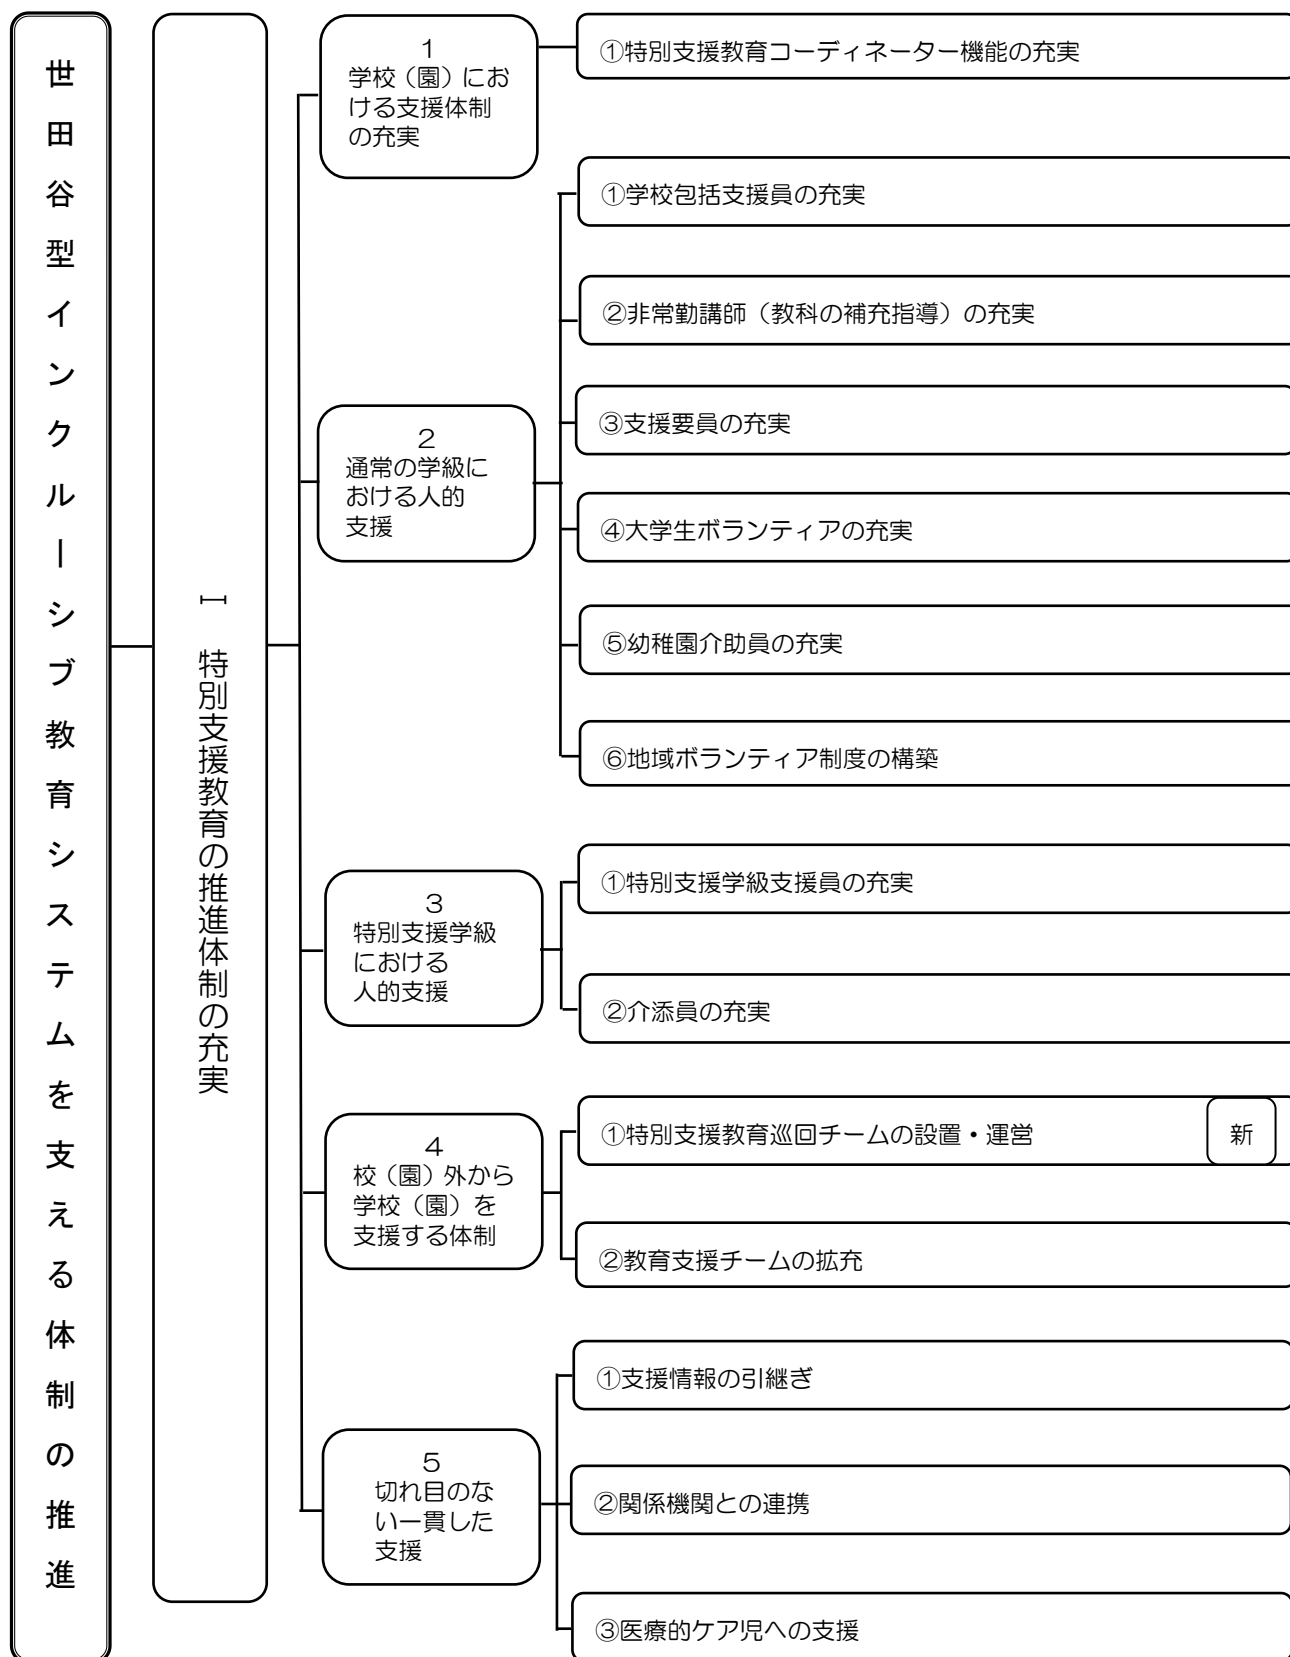 世田谷型インクルーシブ教育システムを支える体制の推進
Ⅰ 特別支援教育の推進体制の充実
1
学校（園）にお
ける支援体制
の充実
①特別支援教育コーディネーター機能の充実
2
通常の学級に
おける人的
支援
①学校包括支援員の充実
②非常勤講師（教科の補充指導）の充実
③支援要員の充実
④大学生ボランティアの充実
⑤幼稚園介助員の充実
⑥地域ボランティア制度の構築
3
特別支援学級
における
人的支援
①特別支援学級支援員の充実
②介添員の充実
4
校（園）外から
学校（園）を
支援する体制
①特別支援教育巡回チームの設置・運営
新
②教育支援チームの拡充
5
切れ目のな
い一貫した
支援
①支援情報の引継ぎ
②関係機関との連携
③医療的ケア児への支援